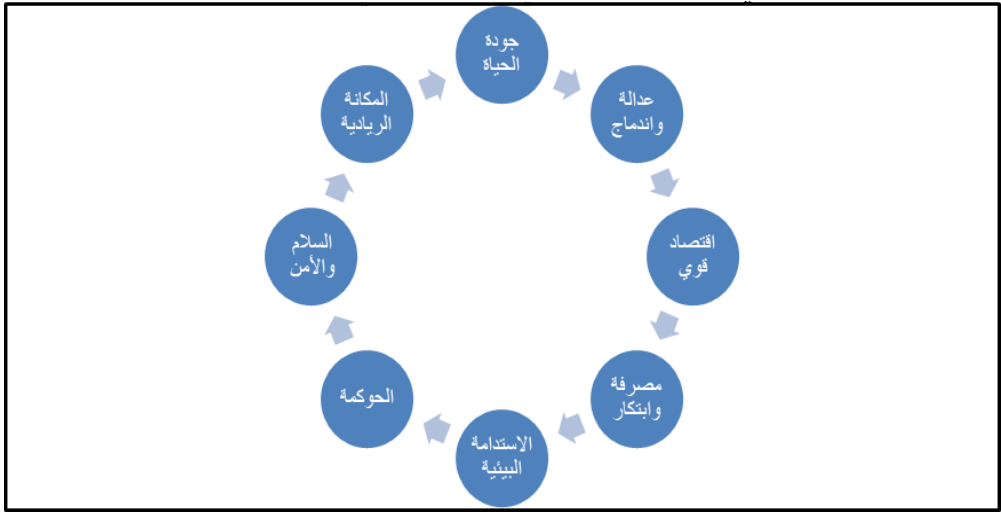 جودة
الحياة
عدالة
واندماج
اقتصاد
قوي
مصرفة
وابتكار
الاستدامة
البيئية
الحوكمة
السلام
والأمن
المكانة
الريادية